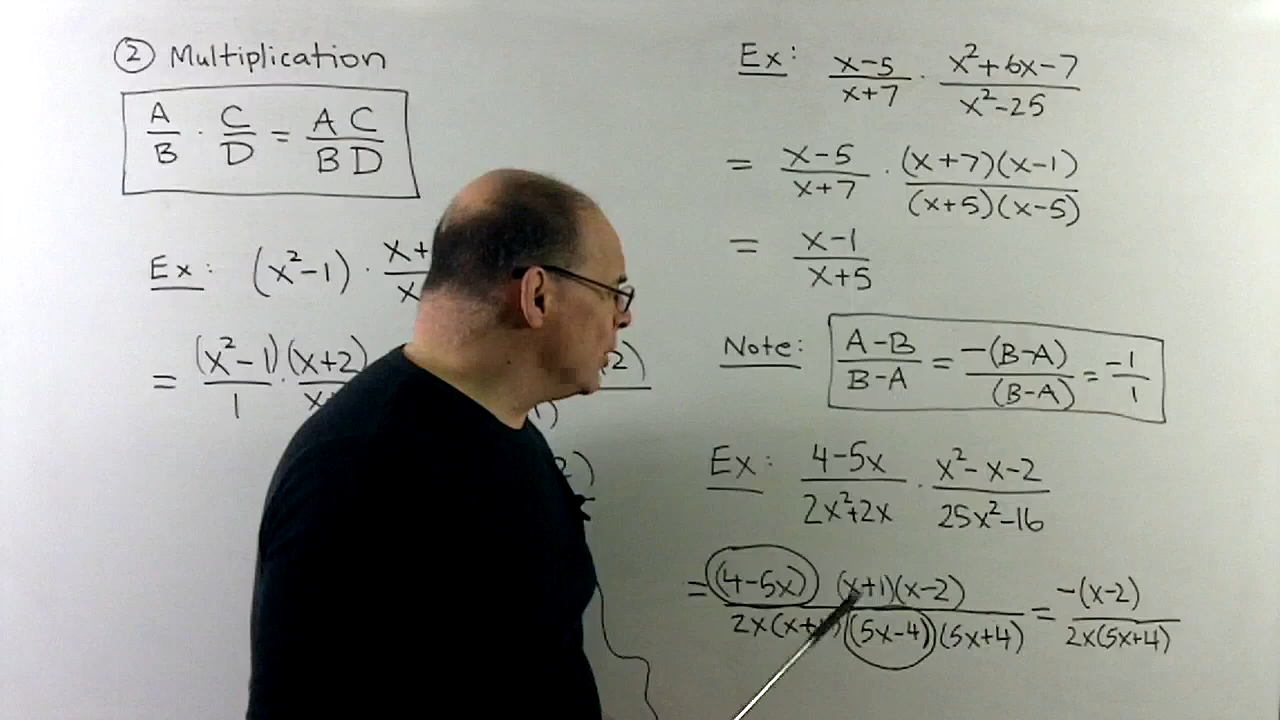 ② Multiplication
A/B · C/D = AC/BD
Ex: (x²-1) ·
= (x²-1)/1 · (x+2)
Ex: x-5/x+7 · x²+6x-7/x²-25
= x-5/x+7 · (x+7)(x-1)/(x+5)(x-5)
= x-1/x+5
Note: A-B/B-A = -(B-A)/(B-A) = -1/1
Ex: 4-5x/2x²+2x · x²-x-2/25x²-16
= (4-5x) (x+1)(x-2)/2x(x+1)(5x-4)(5x+4) = -(x-2)/2x(5x+4)